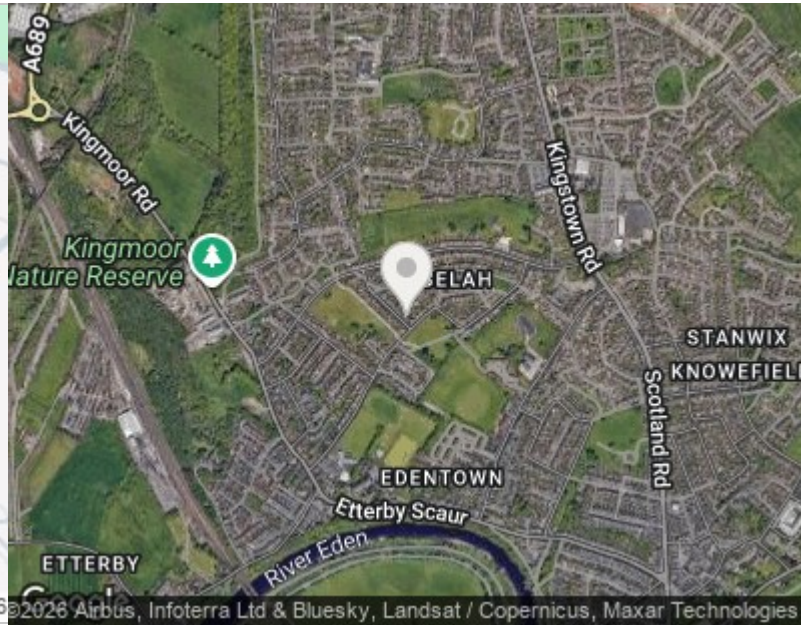 A689
Kingmoor Rd
Kingstown Rd
Kingmoor
Nature Reserve
BELAH
STANWIX
KNOWEFIELD
Scotland Rd
EDENTOWN
Etterby Scaur
River Eden
ETTERBY
Google
©2026 Airbus, Infoterra Ltd & Bluesky, Landsat / Copernicus, Maxar Technologies